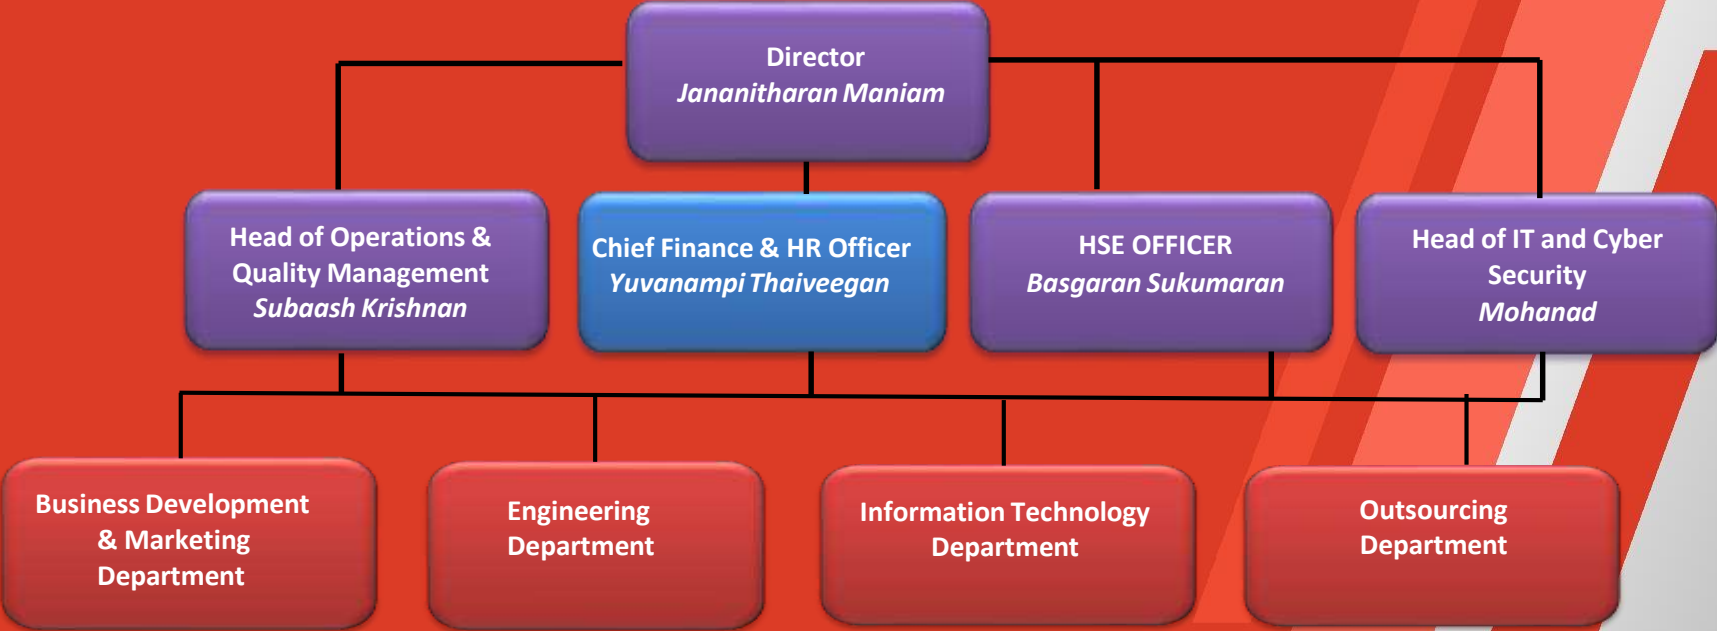 Director
Jananitharan Maniam
Head of Operations &
Quality Management
Subaash Krishnan
Chief Finance & HR Officer
Yuvanampi Thaiveegan
HSE OFFICER
Basgaran Sukumaran
Head of IT and Cyber
Security
Mohanad
Business Development
& Marketing
Department
Engineering
Department
Information Technology
Department
Outsourcing
Department